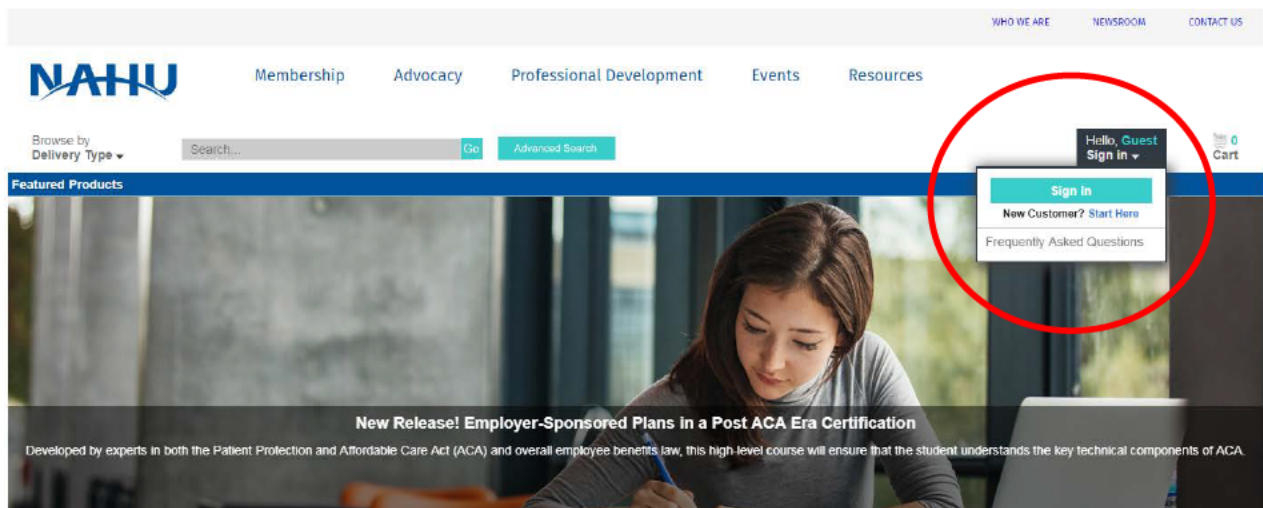 WHO WE ARE NEWSROOM CONTACT US
NAHU Membership Advocacy Professional Development Events Resources
Browse by
Delivery Type
Search...
Go
Advanced Search
Hello, Guest
Sign in
0
Cart
Featured Products
Sign in
New Customer? Start Here
Frequently Asked Questions
New Release! Employer-Sponsored Plans in a Post ACA Era Certification
Developed by experts in both the Patient Protection and Affordable Care Act (ACA) and overall employee benefits law, this high-level course will ensure that the student understands the key technical components of ACA.